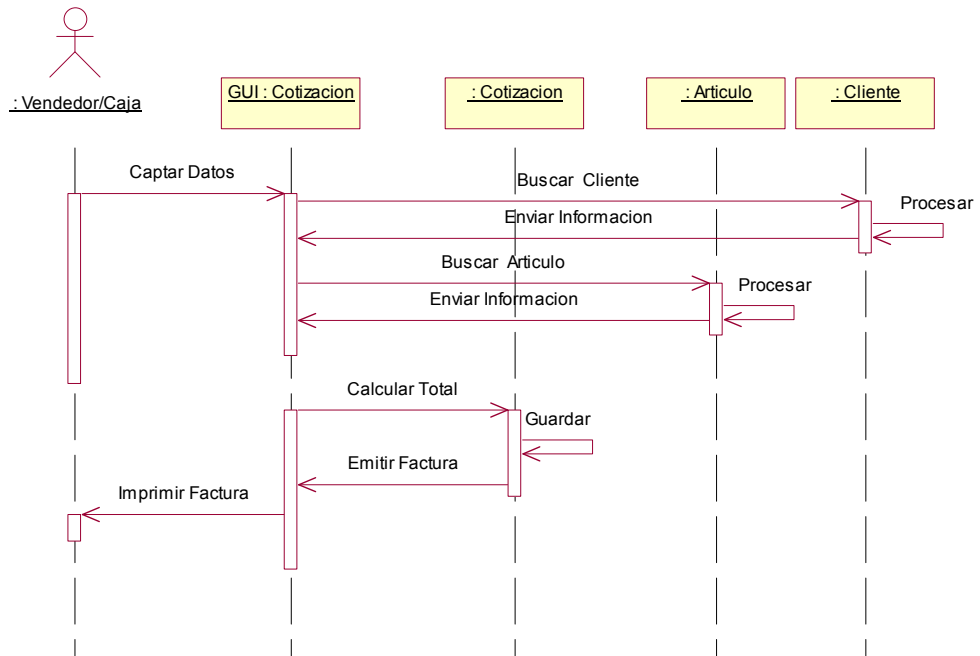 : Vendedor/Caja
GUI : Cotizacion
: Cotizacion
: Articulo
: Cliente
Captar Datos
Buscar Cliente
Procesar
Enviar Informacion
Buscar Articulo
Procesar
Enviar Informacion
Calcular Total
Guardar
Emitir Factura
Imprimir Factura